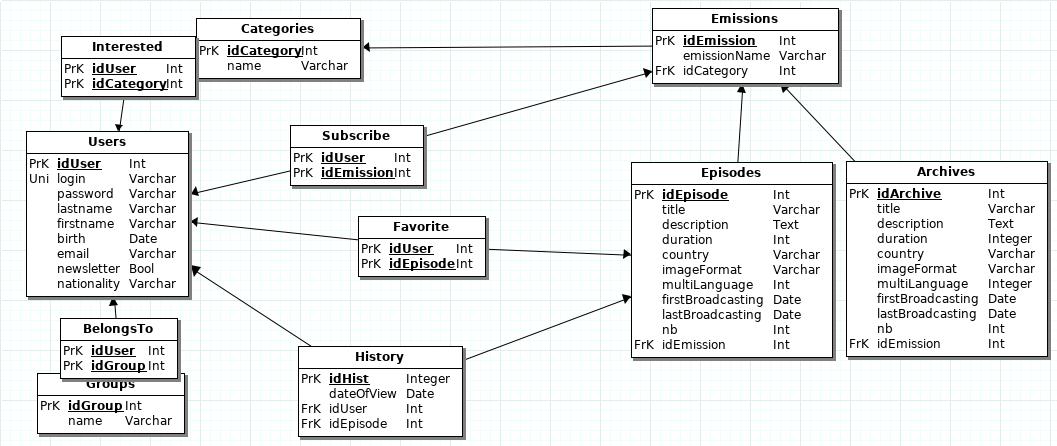 Categories
PrK idCategory Int
name Varchar
Interested
PrK idUser Int
PrK idCategory Int
Emissions
PrK idEmission Int
emissionName Varchar
FrK idCategory Int
Users
PrK idUser Int
Uni login Varchar
password Varchar
lastname Varchar
firstname Varchar
birth Date
email Varchar
newsletter Bool
nationality Varchar
Subscribe
PrK idUser Int
PrK idEmission Int
Favorite
PrK idUser Int
PrK idEpisode Int
Episodes
PrK idEpisode Int
title Varchar
description Text
duration Int
country Varchar
imageFormat Varchar
multiLanguage Int
firstBroadcasting Date
lastBroadcasting Date
nb Int
FrK idEmission Int
Archives
PrK idArchive Int
title Varchar
description Text
duration Integer
country Varchar
imageFormat Varchar
multiLanguage Integer
firstBroadcasting Date
lastBroadcasting Date
nb Int
FrK idEmission Int
BelongsTo
PrK idUser Int
PrK idGroup Int
Groups
PrK idGroup Int
name Varchar
History
PrK idHist Integer
dateOfView Date
FrK idUser Int
FrK idEpisode Int